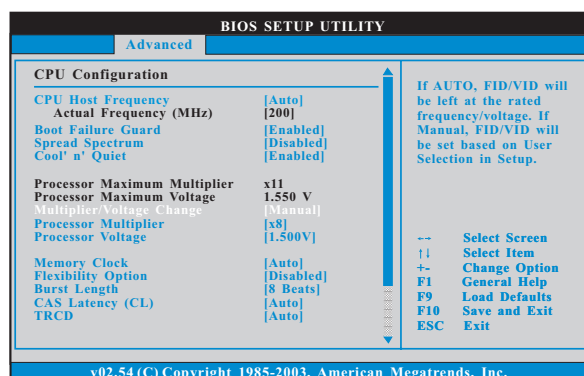 BIOS SETUP UTILITY
Advanced
CPU Configuration
CPU Host Frequency [Auto]
Actual Frequency (MHz) [200]
Boot Failure Guard [Enabled]
Spread Spectrum [Disabled]
Cool' n' Quiet [Enabled]
Processor Maximum Multiplier x11
Processor Maximum Voltage 1.550 V
Multiplier/Voltage Change [Manual]
Processor Multiplier [x8]
Processor Voltage [1.500V]
Memory Clock [Auto]
Flexibility Option [Disabled]
Burst Length [8 Beats]
CAS Latency (CL) [Auto]
TRCD [Auto]
If AUTO, FID/VID will
be left at the rated
frequency/voltage. If
Manual, FID/VID will
be set based on User
Selection in Setup.
←→ Select Screen
↑↓ Select Item
+- Change Option
F1 General Help
F9 Load Defaults
F10 Save and Exit
ESC Exit
v02.54 (C) Copyright 1985-2003, American Megatrends, Inc.